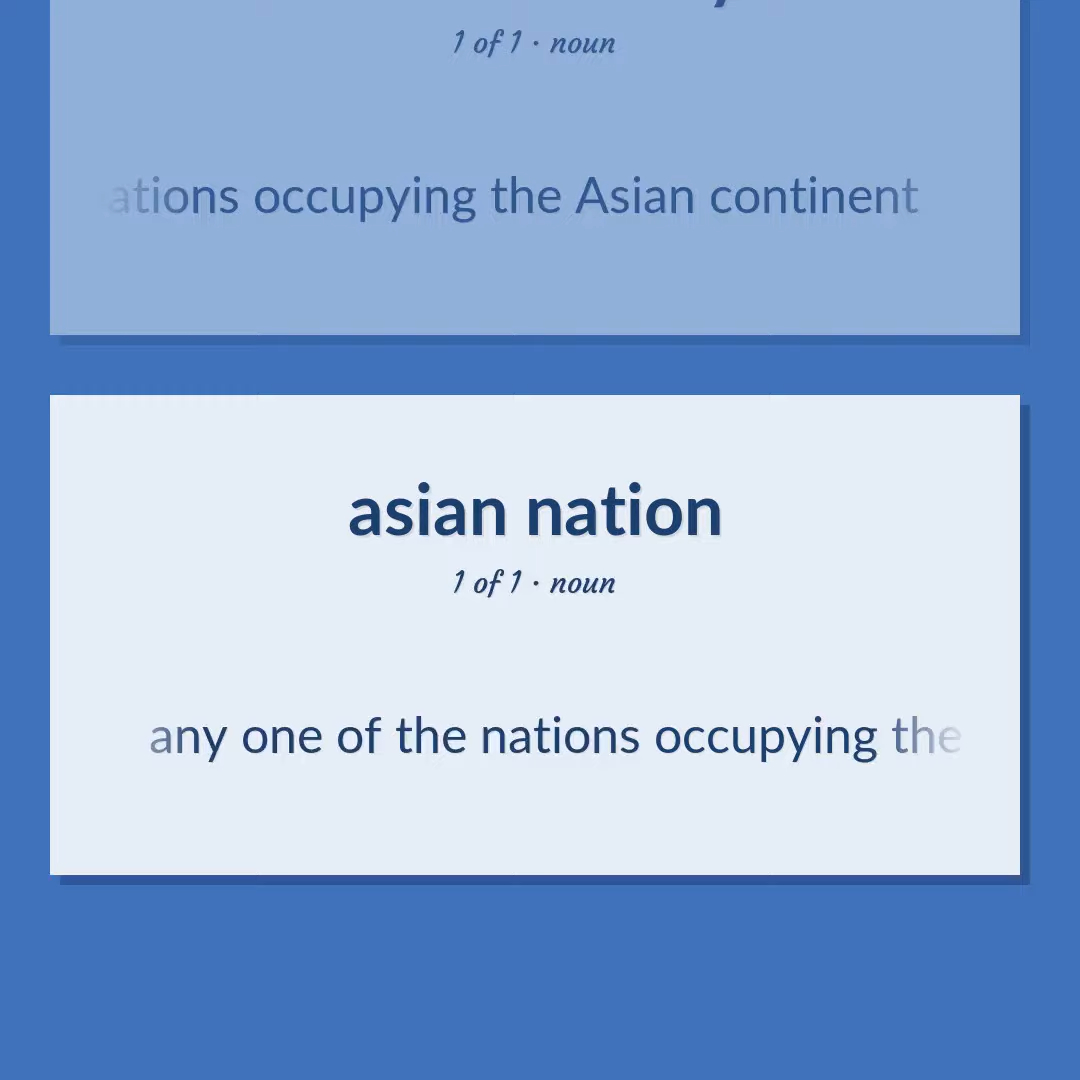 1 of 1 · noun
ations occupying the Asian continent
asian nation
1 of 1 · noun
any one of the nations occupying the